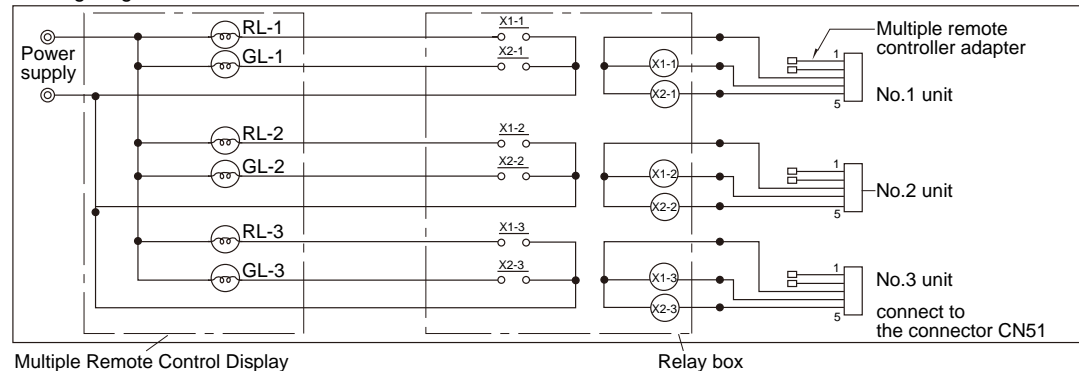 RL-1
X1-1
Power
supply
GL-1
X2-1
X1-1
X2-1
Multiple remote
controller adapter
1
5
No.1 unit
RL-2
X1-2
GL-2
X2-2
X1-2
X2-2
1
5
No.2 unit
RL-3
X1-3
GL-3
X2-3
X1-3
X2-3
1
5
No.3 unit
connect to
the connector CN51
Multiple Remote Control Display
Relay box